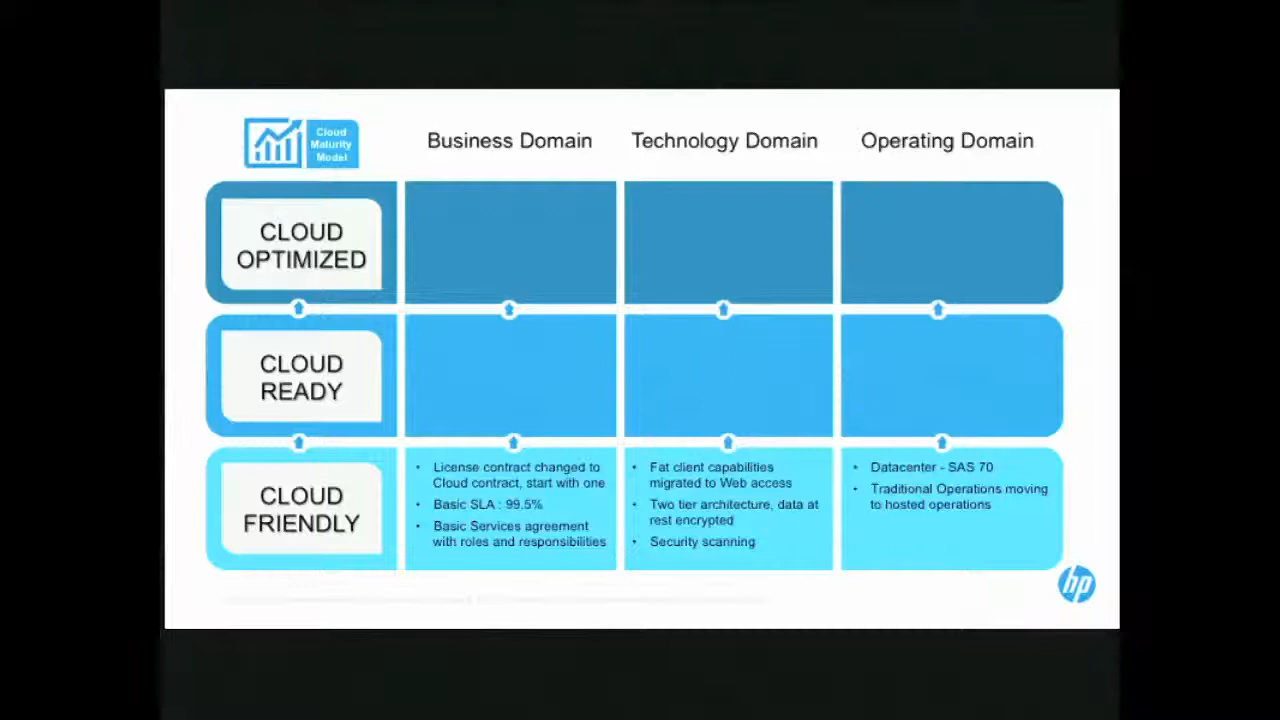 Cloud
Maturity
Model
Business Domain
Technology Domain
Operating Domain
CLOUD
OPTIMIZED
CLOUD
READY
CLOUD
FRIENDLY
• License contract changed to
Cloud contract, start with one
• Basic SLA : 99.5%
• Basic Services agreement
with roles and responsibilities
• Fat client capabilities
migrated to Web access
• Two tier architecture, data at
rest encrypted
• Security scanning
• Datacenter - SAS 70
• Traditional Operations moving
to hosted operations
hp